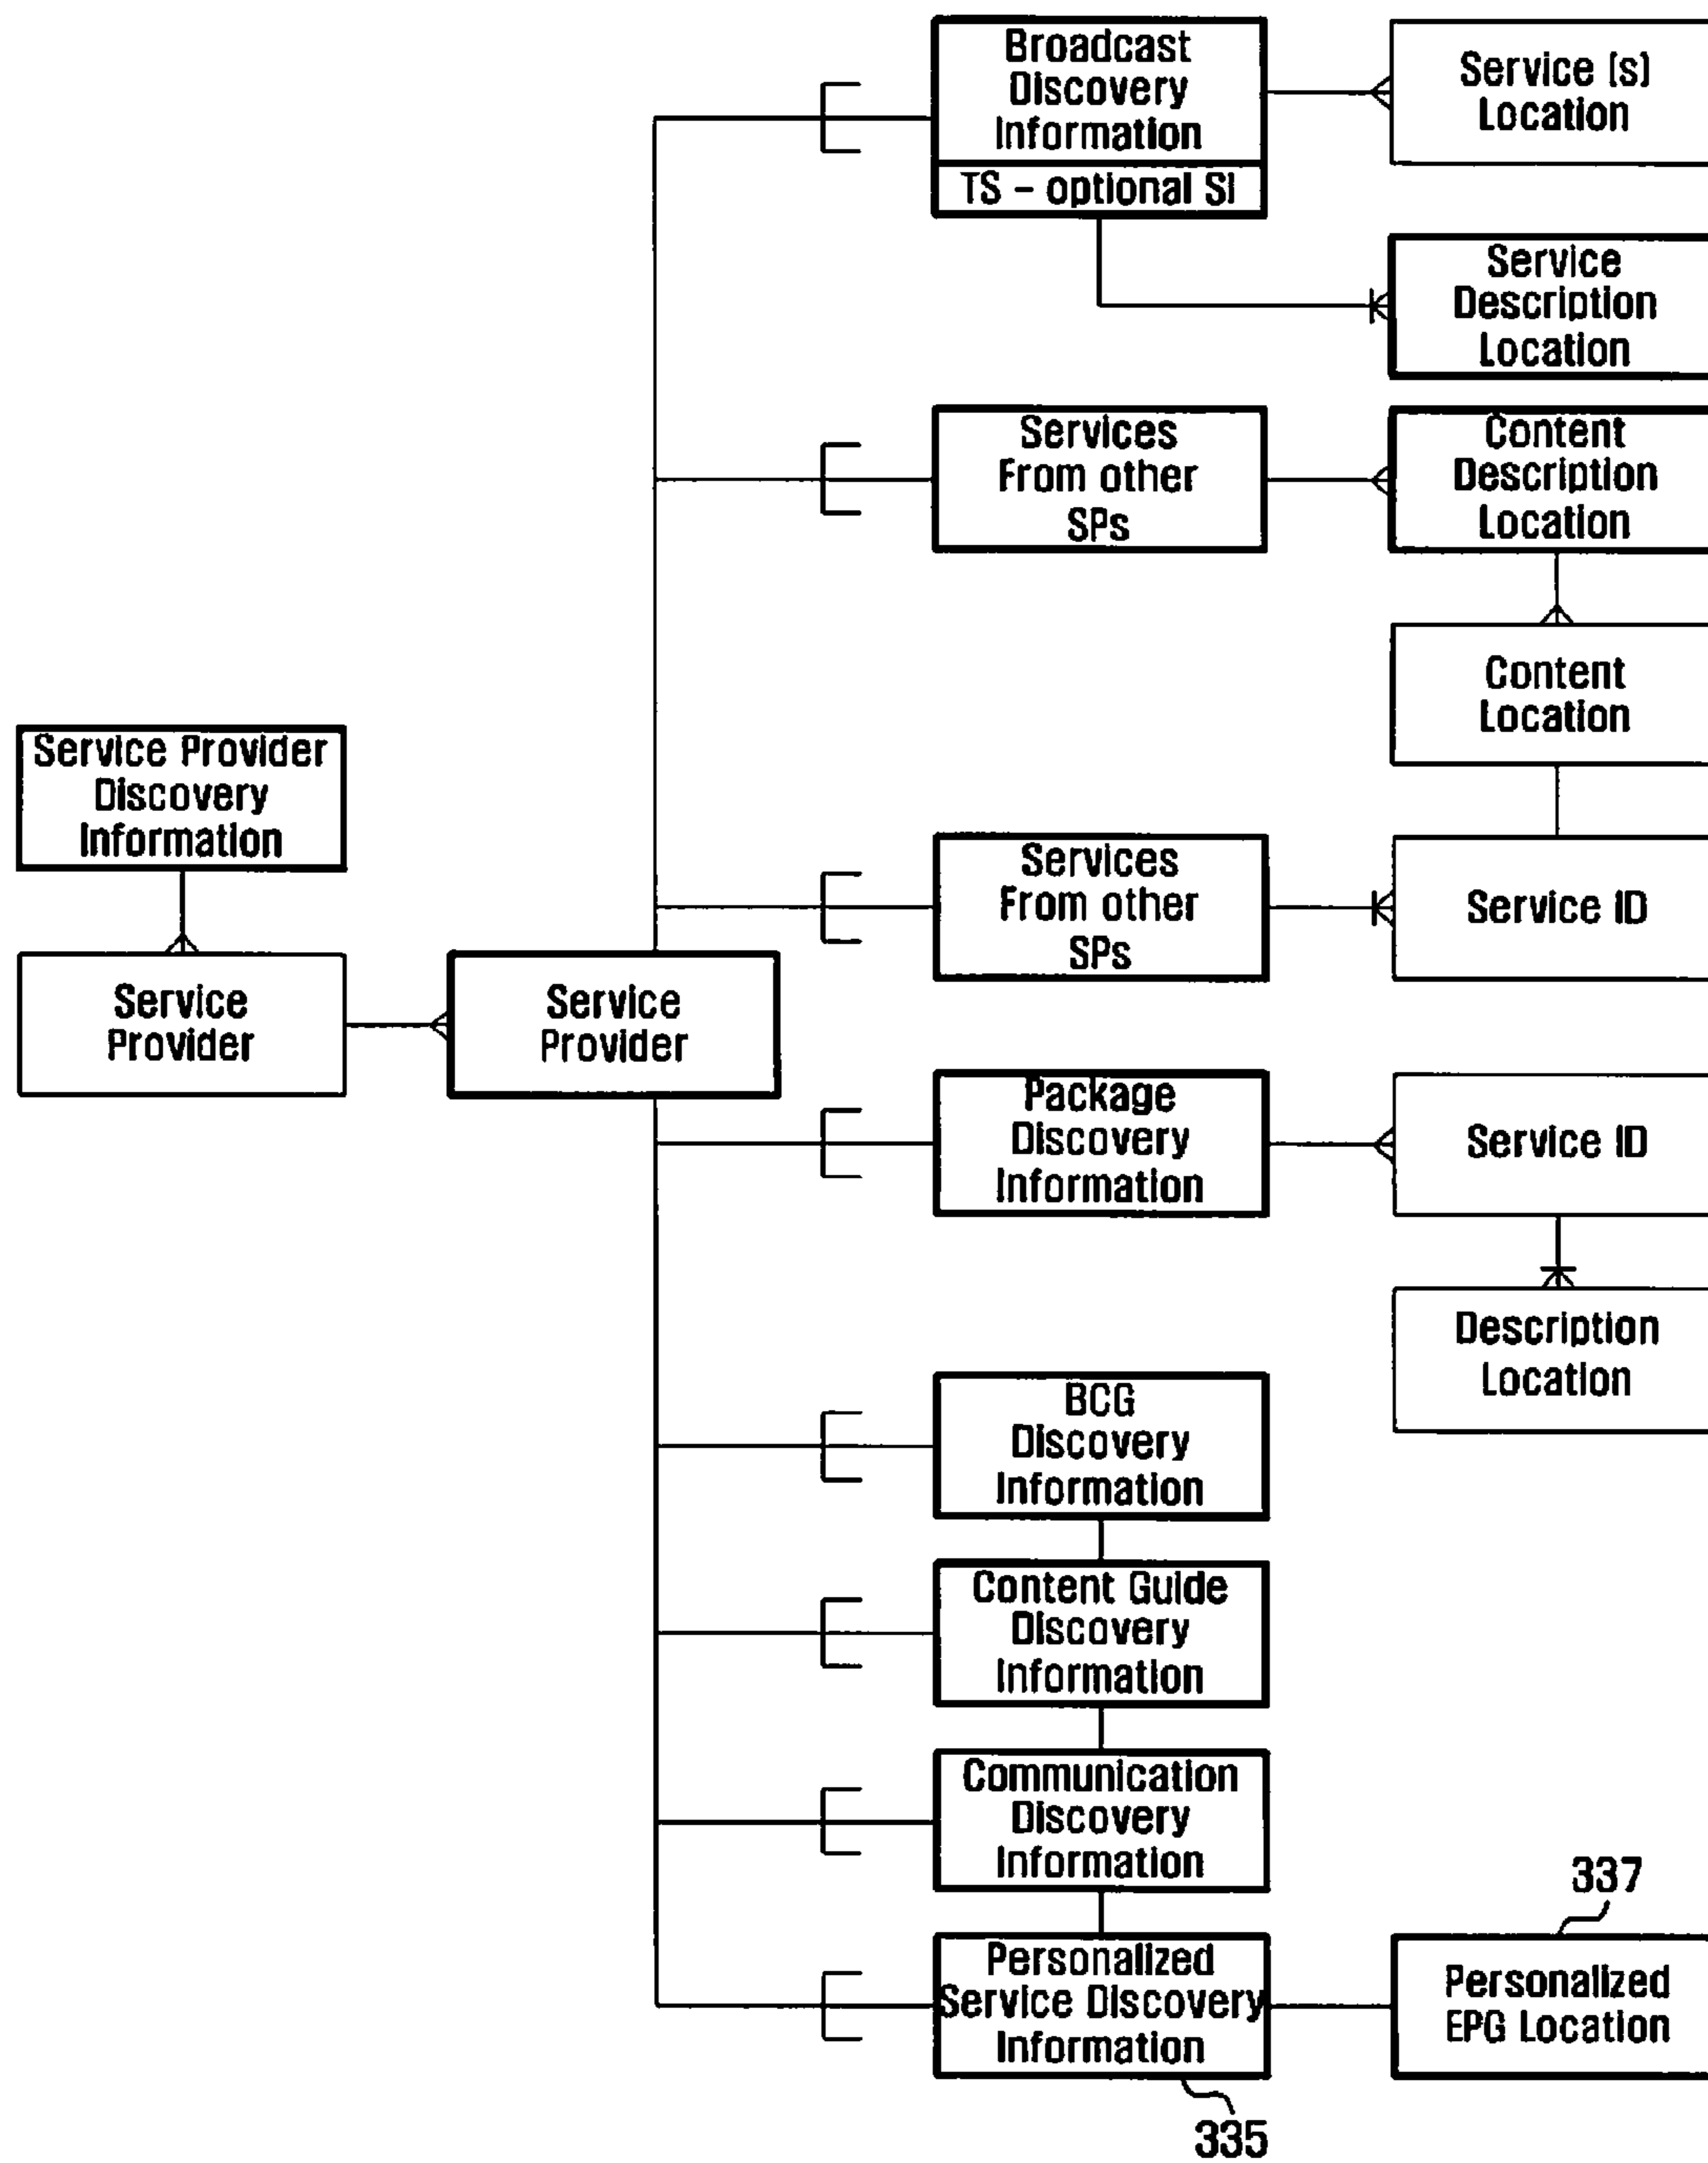 Broadcast
Discovery
Information
TS - optional SI
Service (s)
Location
Service
Description
Location
Services
From other
SPs
Content
Description
Location
Content
Location
Service Provider
Discovery
Information
Services
From other
SPs
Service ID
Service
Provider
Service
Provider
Package
Discovery
Information
Service ID
Description
Location
BCG
Discovery
Information
Content Guide
Discovery
Information
Communication
Discovery
Information
337
Personalized
Service Discovery
Information
Personalized
EPG Location
335